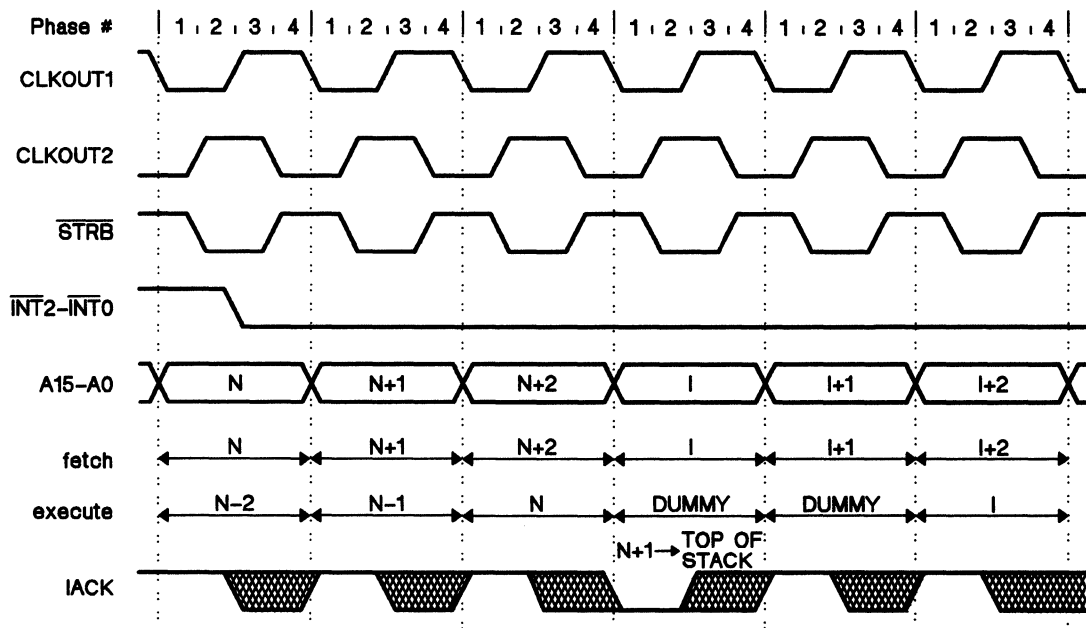 Phase # 1 2 3 4 1 2 3 4 1 2 3 4 1 2 3 4 1 2 3 4 1 2 3 4
CLKOUT1
CLKOUT2
STRB
INT2-INT0
A15-A0 N N+1 N+2 I I+1 I+2
fetch N N+1 N+2 I I+1 I+2
execute N-2 N-1 N DUMMY DUMMY I
N+1→ TOP OF
STACK
IACK